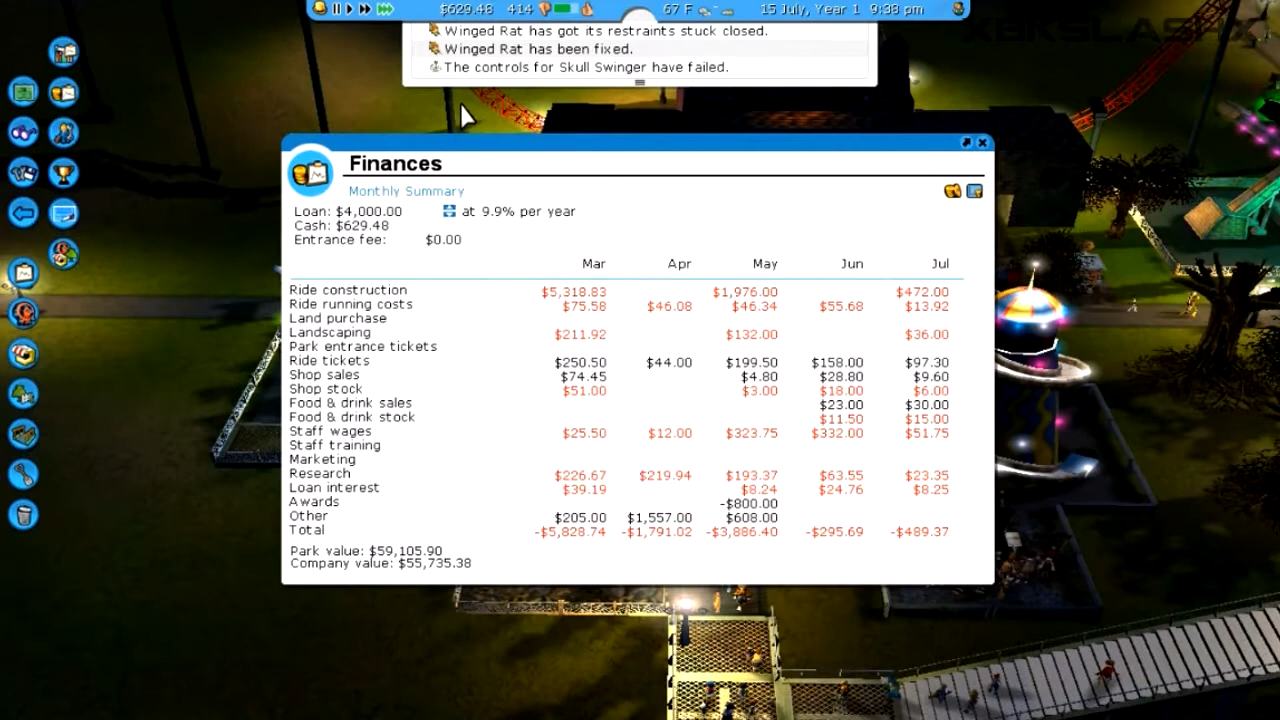 $629.48 414 67 F 15 July, Year 1 9:38 pm
XBKSLASHX
Winged Rat has got its restraints stuck closed.
Winged Rat has been fixed.
The controls for Skull Swinger have failed.
Finances
Monthly Summary
Loan: $4,000.00 at 9.9% per year
Cash: $629.48
Entrance fee: $0.00
Mar Apr May Jun Jul
Ride construction $5,318.83 $1,976.00 $472.00
Ride running costs $75.58 $46.08 $46.34 $55.68 $13.92
Land purchase
Landscaping $211.92 $132.00 $36.00
Park entrance tickets
Ride tickets $250.50 $44.00 $199.50 $158.00 $97.30
Shop sales $74.45 $4.80 $28.80 $9.60
Shop stock $51.00 $3.00 $18.00 $6.00
Food & drink sales $23.00 $30.00
Food & drink stock $11.50 $15.00
Staff wages $25.50 $12.00 $323.75 $332.00 $51.75
Staff training
Marketing
Research $226.67 $219.94 $193.37 $63.55 $23.35
Loan interest $39.19 $8.24 $24.76 $8.25
Awards -$800.00
Other $205.00 $1,557.00 $608.00
Total -$5,828.74 -$1,791.02 -$3,886.40 -$295.69 -$489.37
Park value: $59,105.90
Company value: $55,735.38